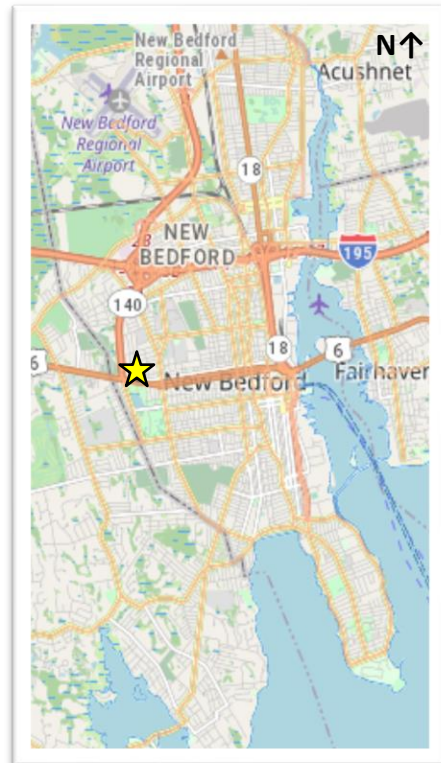 New Bedford
Regional
Airport
N↑
Acushnet
New Bedford
Regional
Airport
18
NEW
BEDFORD
195
140
18
6
6
New Bedford
Fairhaven